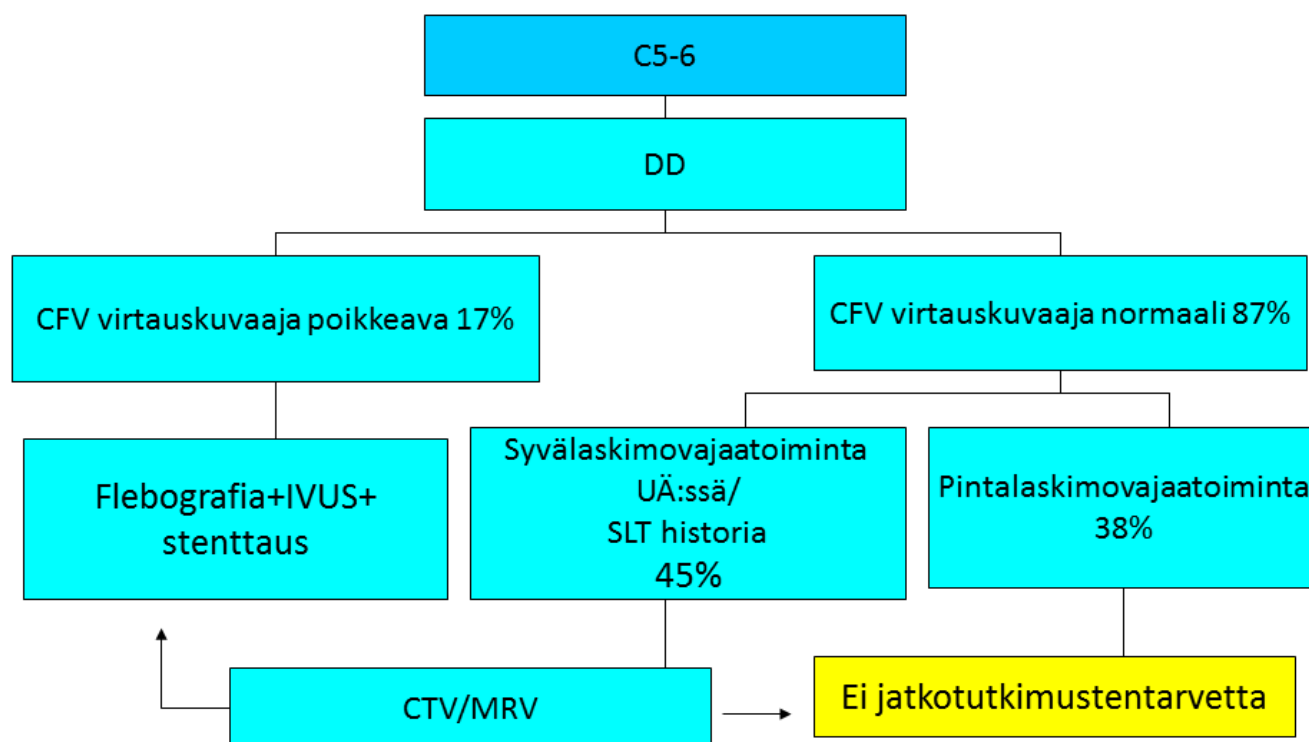 C5-6
DD
CFV virtauskuvaaja poikkeava 17%
CFV virtauskuvaaja normaali 87%
Flebografia+IVUS+
stenttaus
Syvälaskimovajaatoiminta
UÄ:ssä/
SLT historia
45%
Pintalaskimovajaatoiminta
38%
CTV/MRV
Ei jatkotutkimustentarvetta